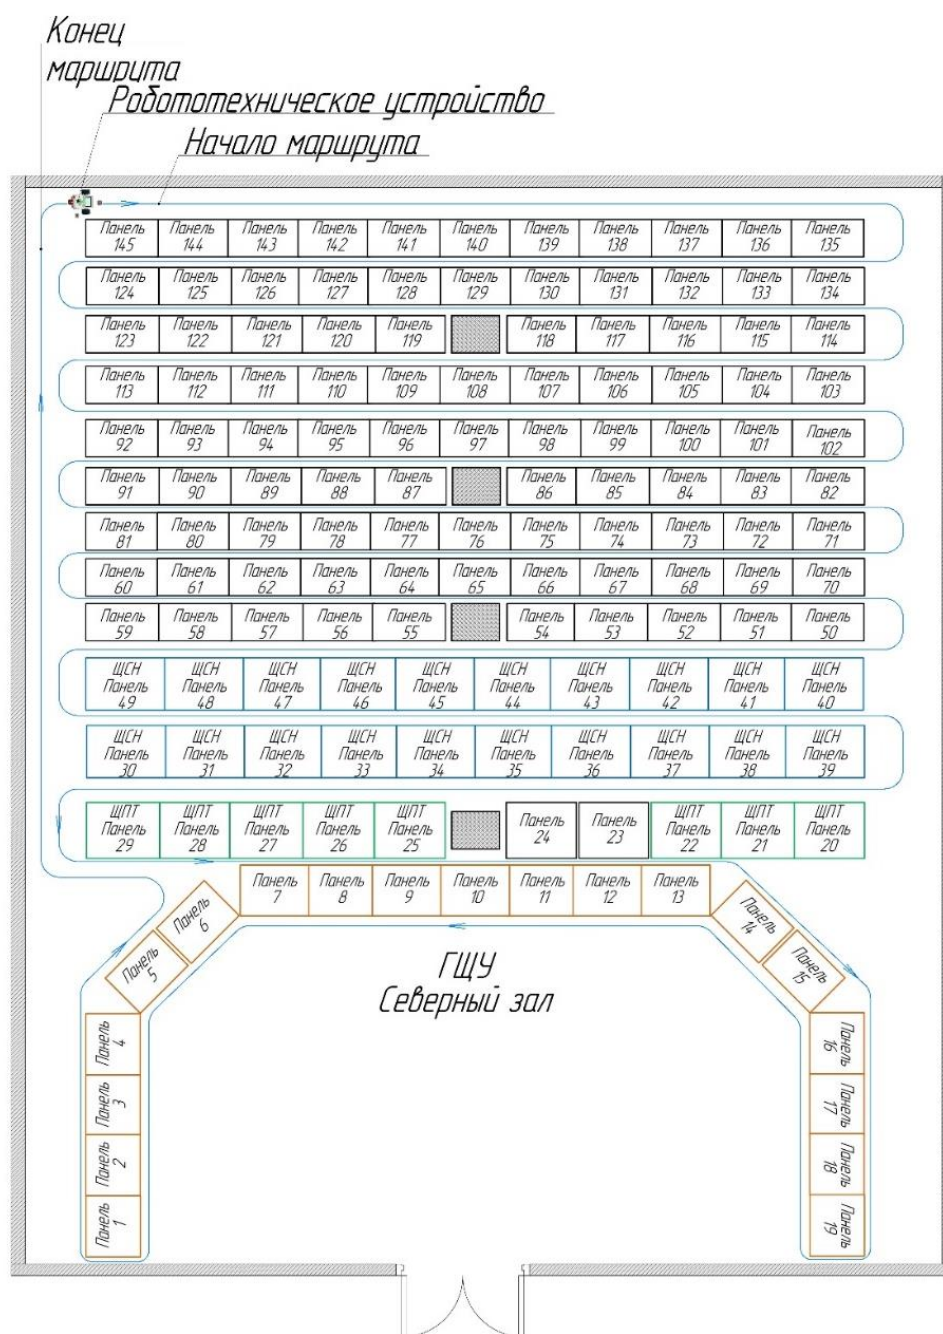 Конец
маршрута
Робототехническое устройство
Начало маршрута
Панель Панель Панель Панель Панель Панель Панель Панель Панель Панель Панель
145 144 143 142 141 140 139 138 137 136 135
Панель Панель Панель Панель Панель Панель Панель Панель Панель Панель Панель
124 125 126 127 128 129 130 131 132 133 134
Панель Панель Панель Панель Панель Панель Панель Панель Панель Панель
123 122 121 120 119 118 117 116 115 114
Панель Панель Панель Панель Панель Панель Панель Панель Панель Панель Панель
113 112 111 110 109 108 107 106 105 104 103
Панель Панель Панель Панель Панель Панель Панель Панель Панель Панель Панель
92 93 94 95 96 97 98 99 100 101 102
Панель Панель Панель Панель Панель Панель Панель Панель Панель Панель
91 90 89 88 87 86 85 84 83 82
Панель Панель Панель Панель Панель Панель Панель Панель Панель Панель Панель
81 80 79 78 77 76 75 74 73 72 71
Панель Панель Панель Панель Панель Панель Панель Панель Панель Панель Панель
60 61 62 63 64 65 66 67 68 69 70
Панель Панель Панель Панель Панель Панель Панель Панель Панель Панель
59 58 57 56 55 54 53 52 51 50
ЩСН ЩСН ЩСН ЩСН ЩСН ЩСН ЩСН ЩСН ЩСН ЩСН
Панель Панель Панель Панель Панель Панель Панель Панель Панель Панель
49 48 47 46 45 44 43 42 41 40
ЩСН ЩСН ЩСН ЩСН ЩСН ЩСН ЩСН ЩСН ЩСН ЩСН
Панель Панель Панель Панель Панель Панель Панель Панель Панель Панель
30 31 32 33 34 35 36 37 38 39
ЩПТ ЩПТ ЩПТ ЩПТ ЩПТ ЩПТ ЩПТ ЩПТ
Панель Панель Панель Панель Панель Панель Панель Панель Панель Панель
29 28 27 26 25 24 23 22 21 20
Панель Панель Панель Панель Панель Панель Панель
7 8 9 10 11 12 13
Панель
6
Панель
5
Панель
14
Панель
15
ГЩУ
Северный зал
Панель
4
Панель
3
Панель
2
Панель
1
Панель
16
Панель
17
Панель
18
Панель
19